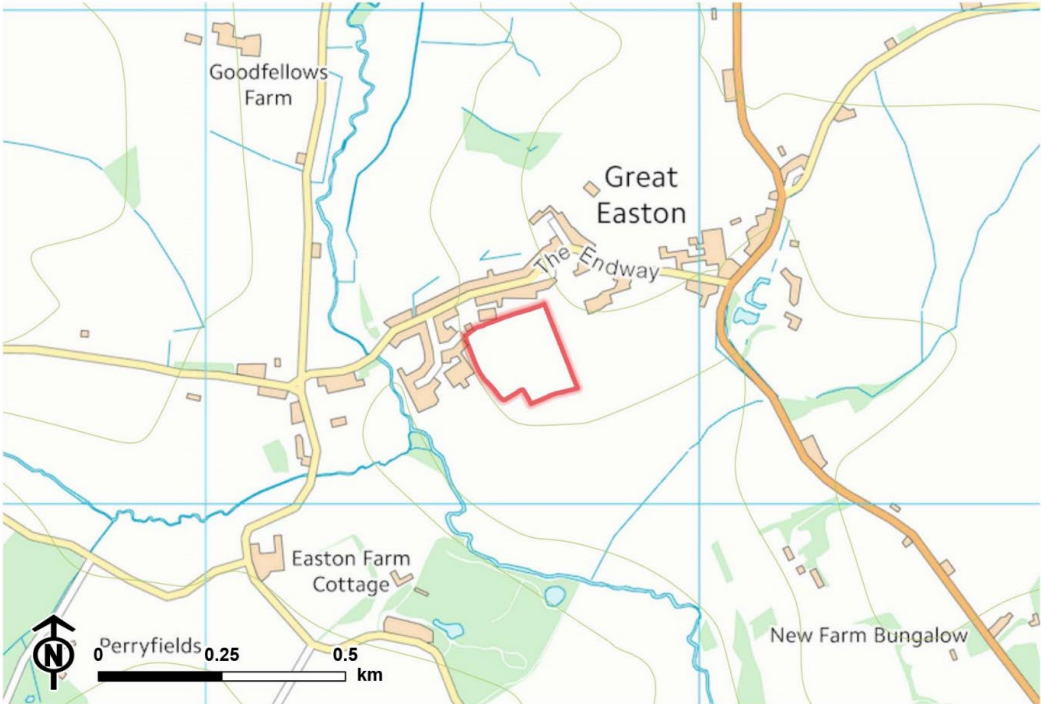 Goodfellows
Farm
Great
Easton
The Endway
Easton Farm
Cottage
New Farm Bungalow
Perryfields
N
0 0.25 0.5
km